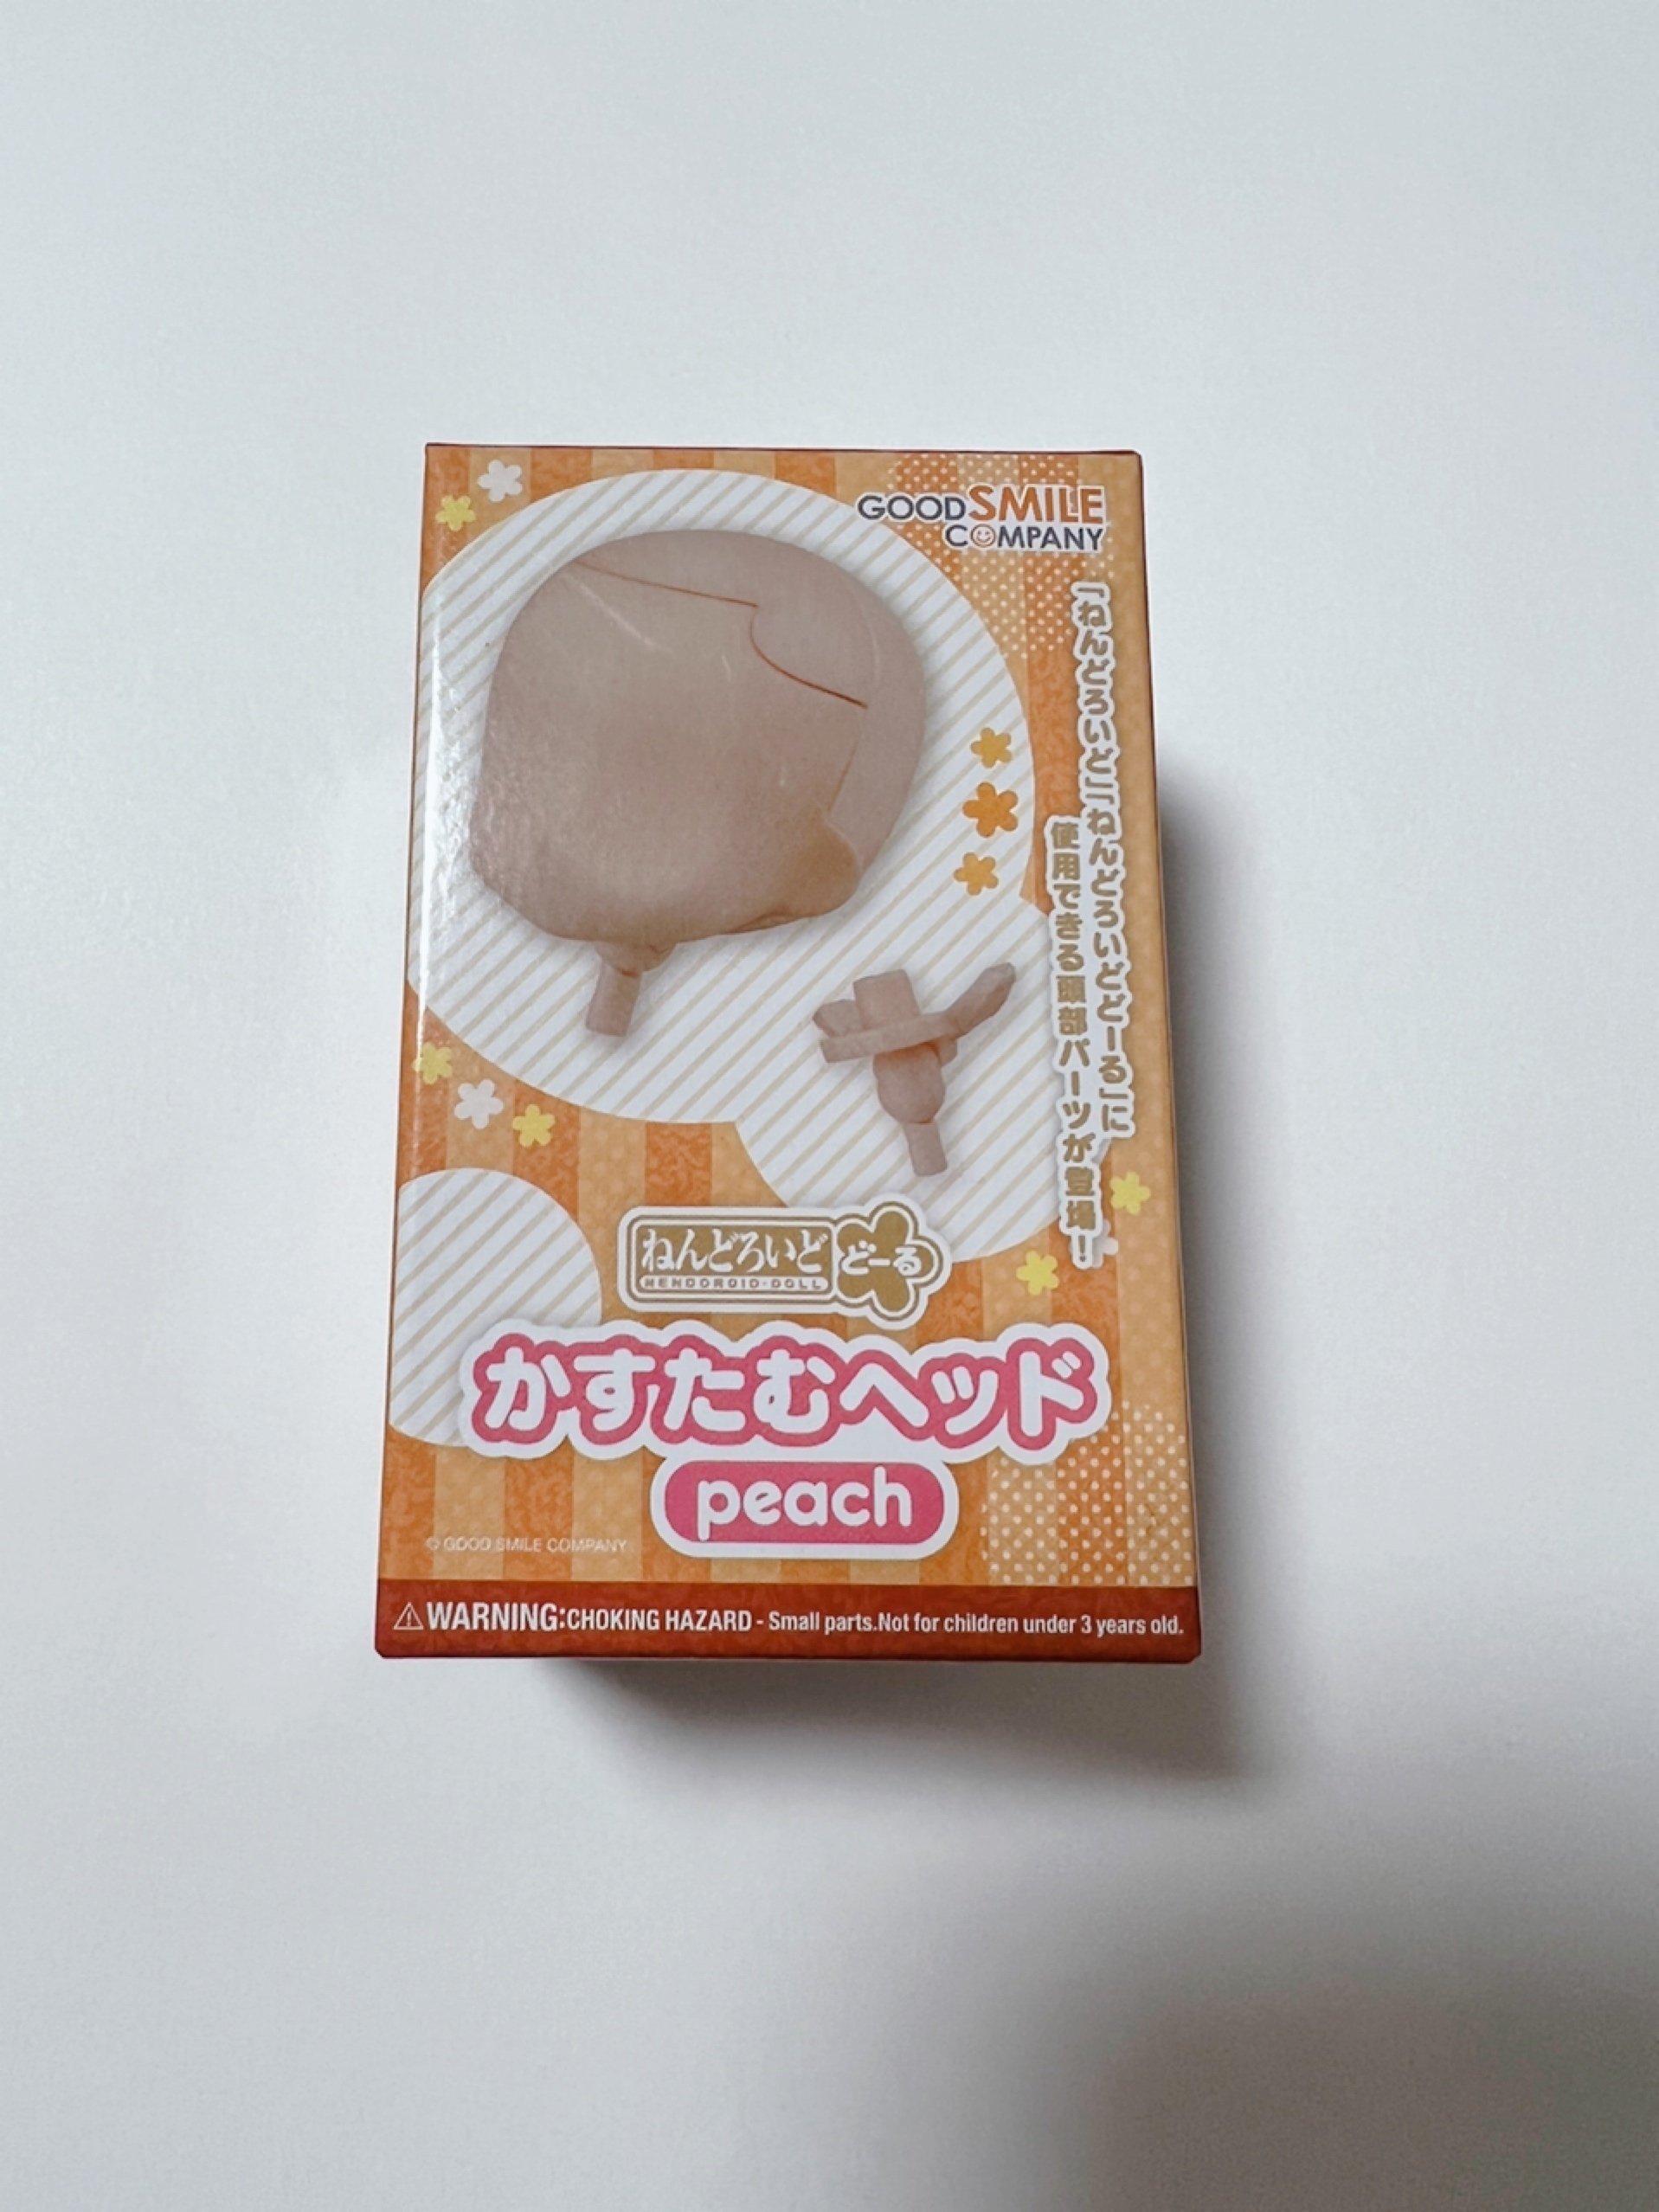 GOOD SMILE
COMPANY
「ねんどろいど」「ねんどろいどどーる」に
使用できる頭部パーツが登場！
ねんどろいど どーる
NENDOROID-DOLL
かすたむヘッド
peach
© GOOD SMILE COMPANY
⚠WARNING:CHOKING HAZARD - Small parts.Not for children under 3 years old.